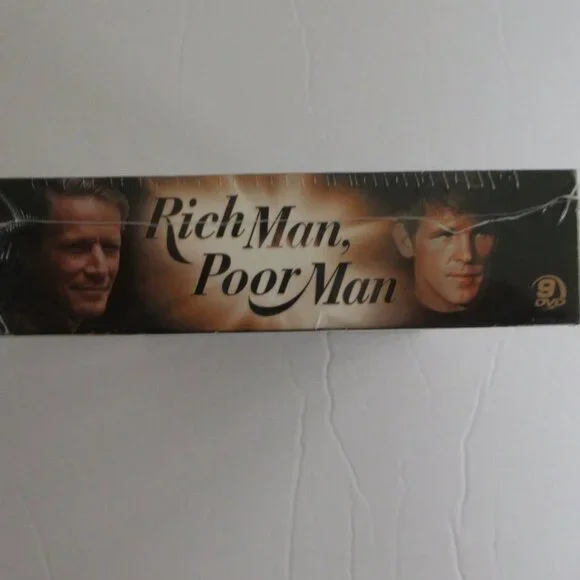 Rich Man,
Poor Man
9
DVD